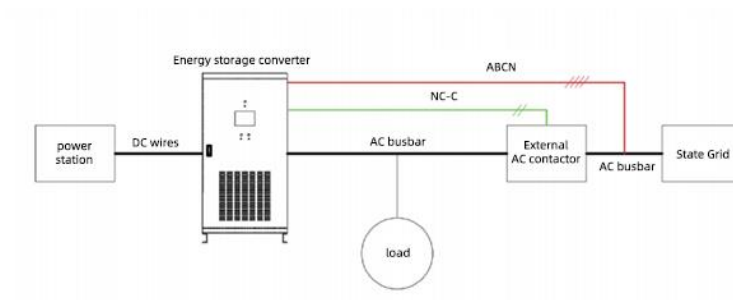 Energy storage converter
ABCN
NC-C
power
station
DC wires
AC busbar
External
AC contactor
AC busbar
State Grid
load